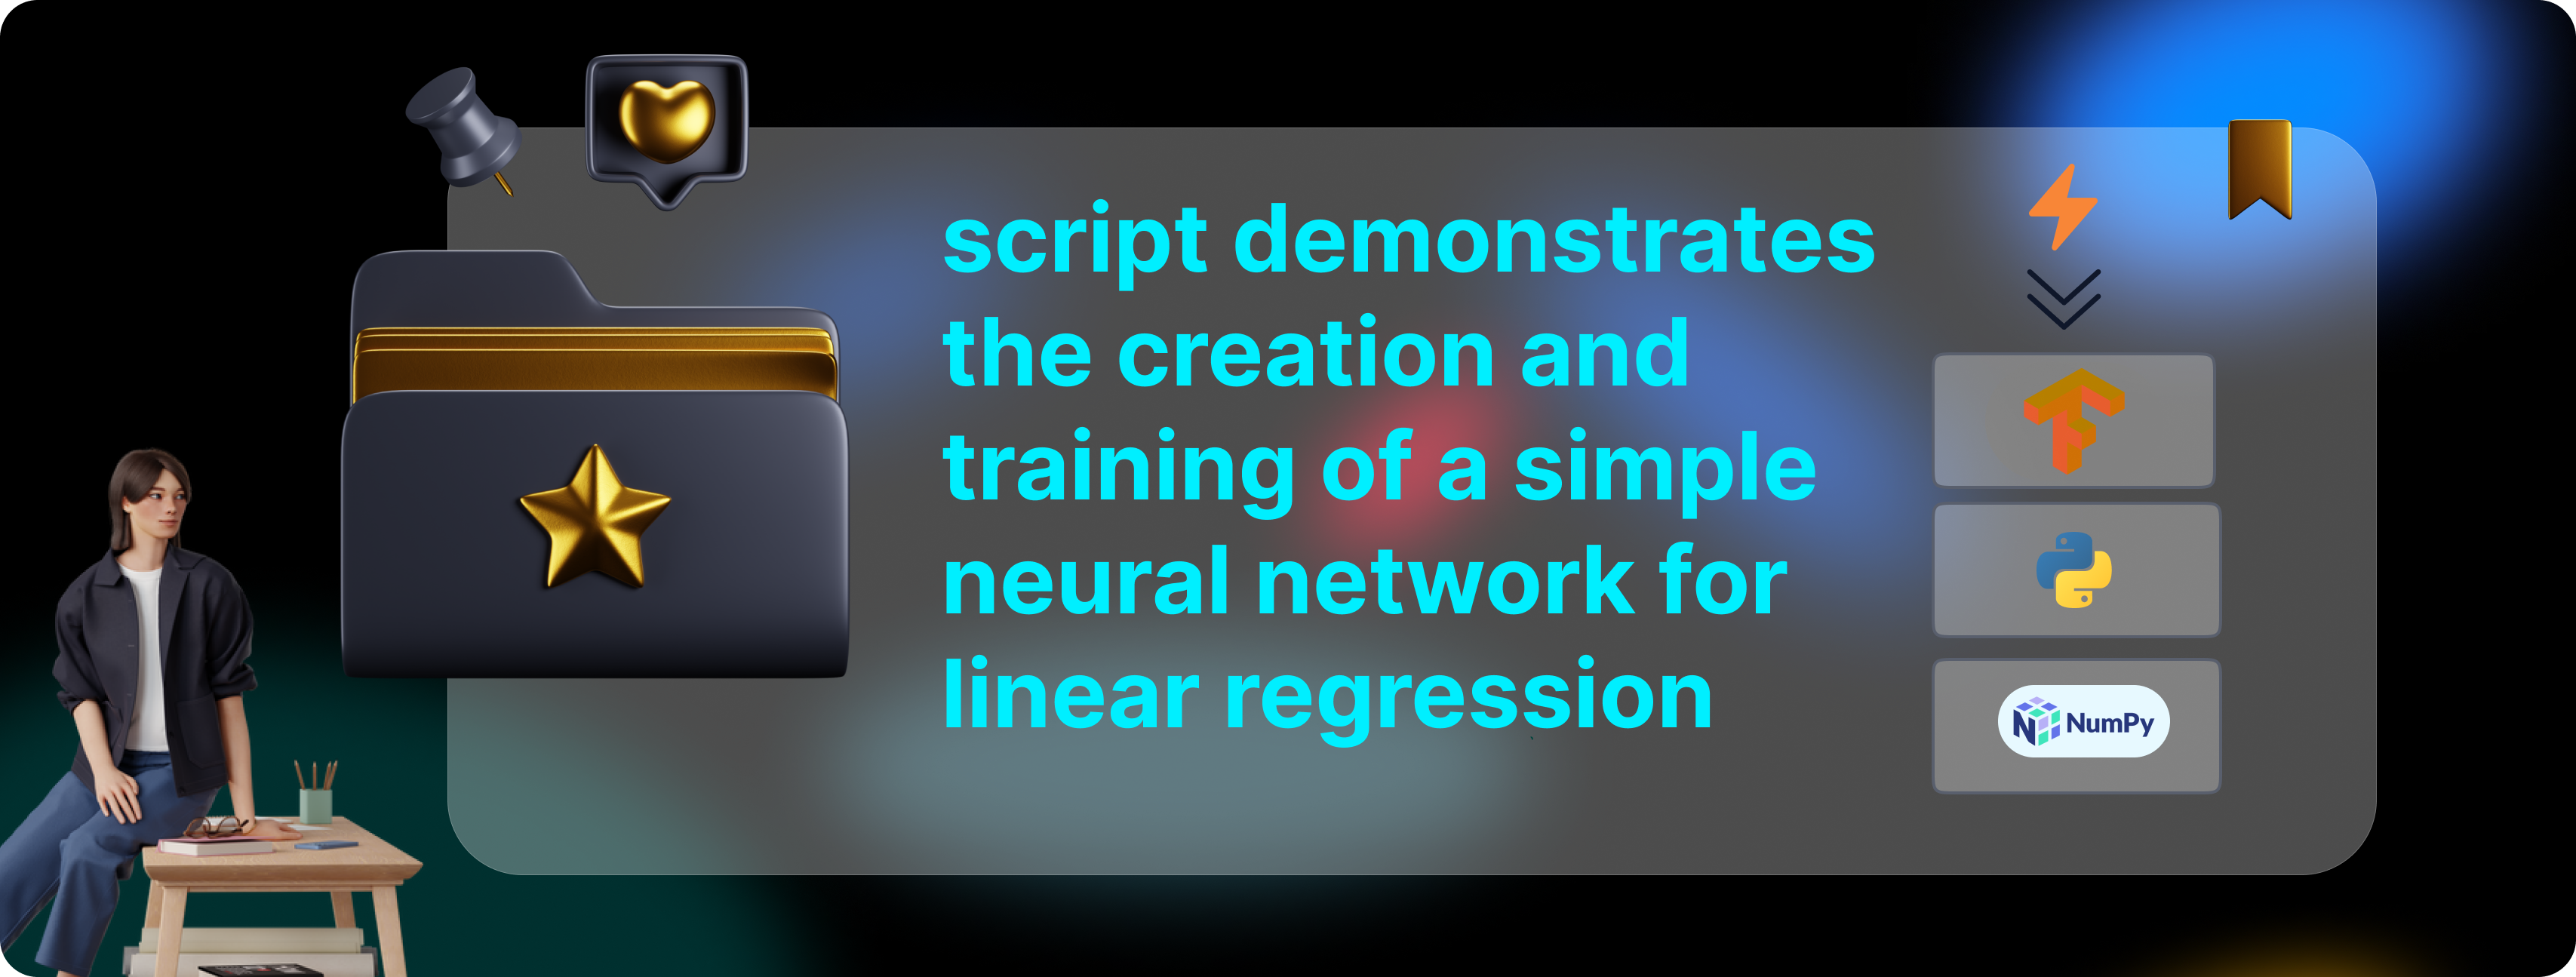 script demonstrates
the creation and
training of a simple
neural network for
linear regression
NumPy